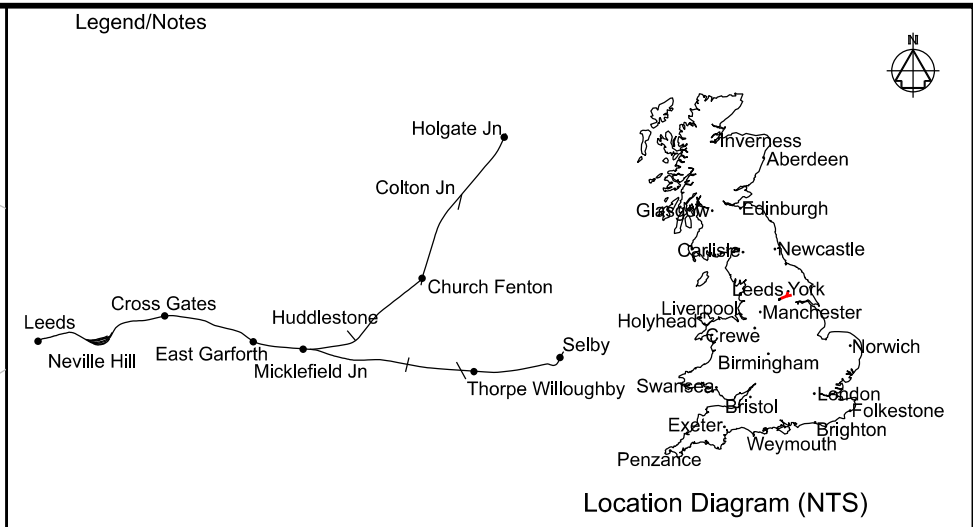 Legend/Notes
N
Holgate Jn
Colton Jn
Church Fenton
Huddlestone
Cross Gates
Leeds
Neville Hill
East Garforth
Micklefield Jn
Selby
Thorpe Willoughby
Inverness
Aberdeen
Glasgow
Edinburgh
Carlisle
Newcastle
Leeds York
Liverpool
Manchester
Holyhead
Crewe
Norwich
Birmingham
Swansea
London
Bristol
Folkestone
Exeter
Brighton
Weymouth
Penzance
Location Diagram (NTS)